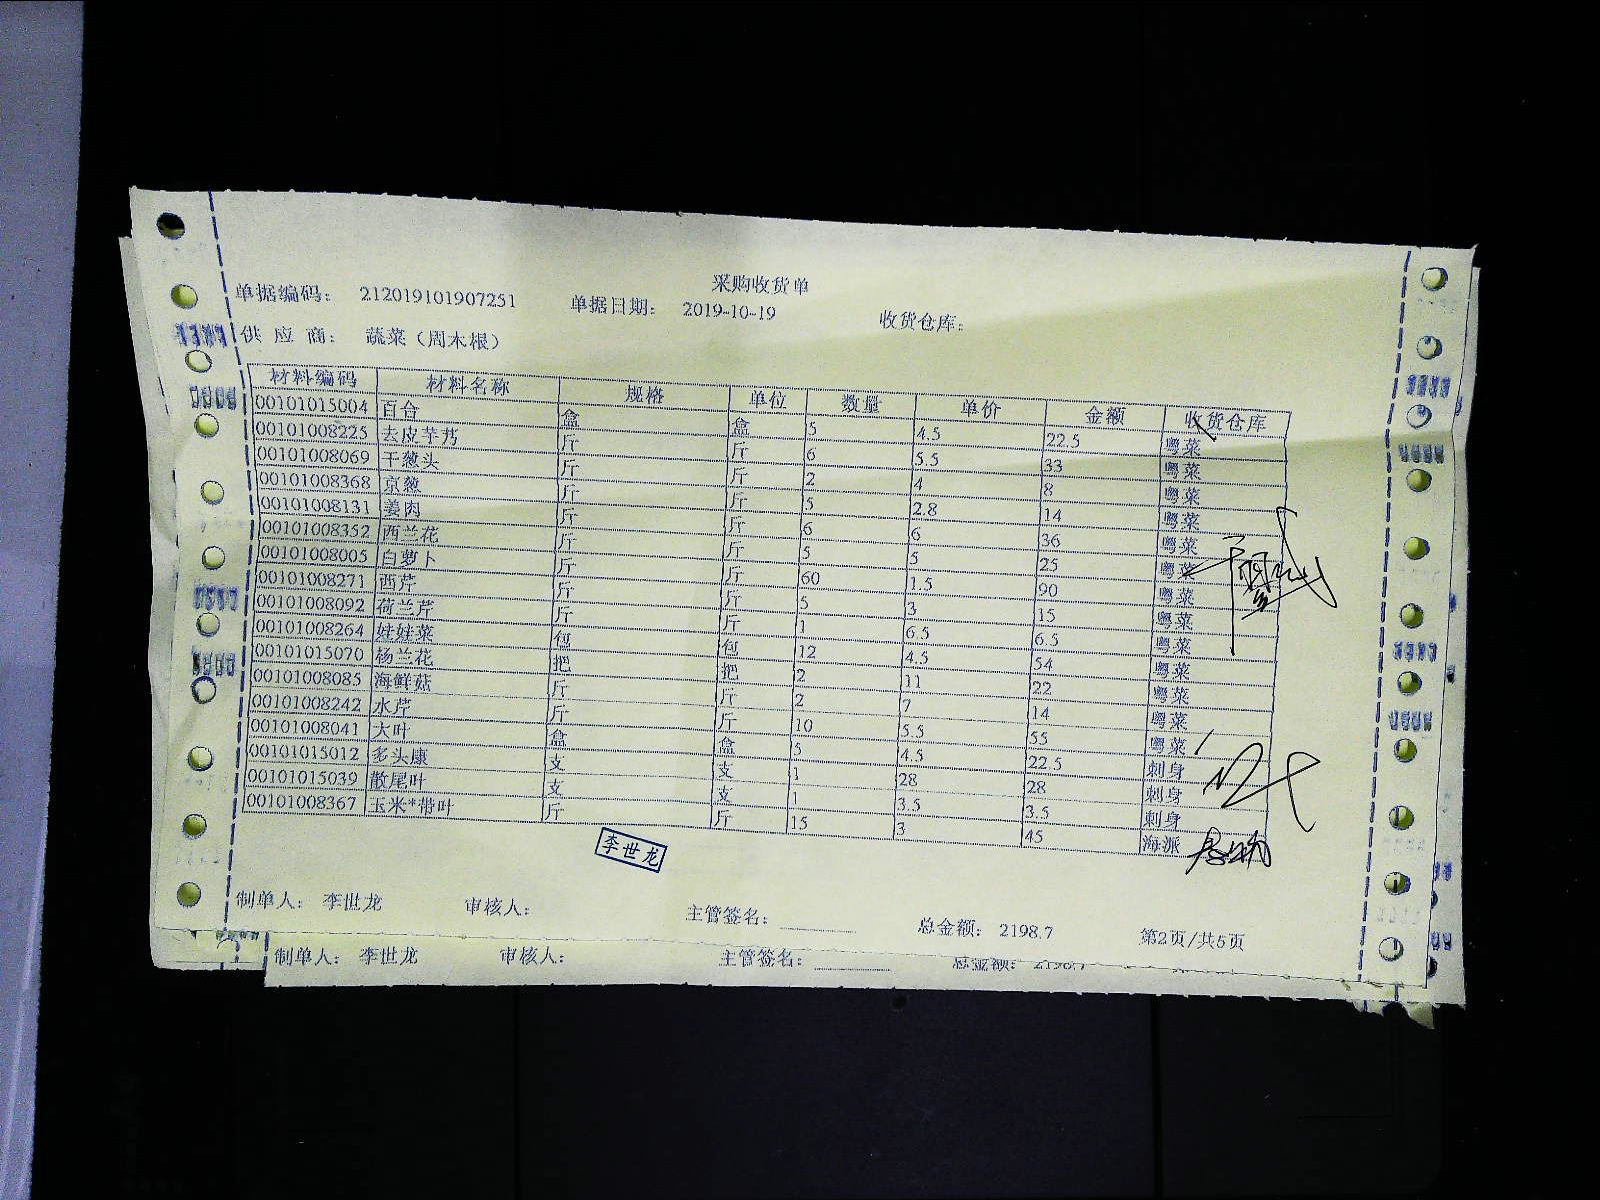 采购收货单
单据编码： 212019101907251 单据日期： 2019-10-19 收货仓库：
供 应 商： 蔬菜（周木根）
材料编码 材料名称 规格 单位 数量 单价 金额 收货仓库
00101015004 百合 盒 盒 5 4.5 22.5 粤菜
00101008225 去皮芋艿 斤 斤 6 5.5 33 粤菜
00101008069 干葱头 斤 斤 2 4 8 粤菜
00101008368 京葱 斤 斤 5 2.8 14 粤菜
00101008131 姜肉 斤 斤 6 6 36 粤菜
00101008352 西兰花 斤 斤 5 5 25 粤菜
00101008005 白萝卜 斤 斤 60 1.5 90 粤菜
00101008271 西芹 斤 斤 5 3 15 粤菜
00101008092 荷兰芹 斤 斤 1 6.5 6.5 粤菜
00101008264 娃娃菜 包 包 12 4.5 54 粤菜
00101015070 杨兰花 把 把 2 11 22 粤菜
00101008085 海鲜菇 斤 斤 2 7 14 粤菜
00101008242 水芹 斤 斤 10 5.5 55 粤菜
00101008041 大叶 盒 盒 5 4.5 22.5 刺身
00101015012 多头康 支 支 1 28 28 刺身
00101015039 散尾叶 支 支 1 3.5 3.5 刺身
00101008367 玉米*带叶 斤 斤 15 3 45 海派
李世龙
制单人： 李世龙 审核人： 主管签名： 总金额： 2198.7 第2页/共5页
制单人： 李世龙 审核人： 主管签名： 总金额： 2198.7